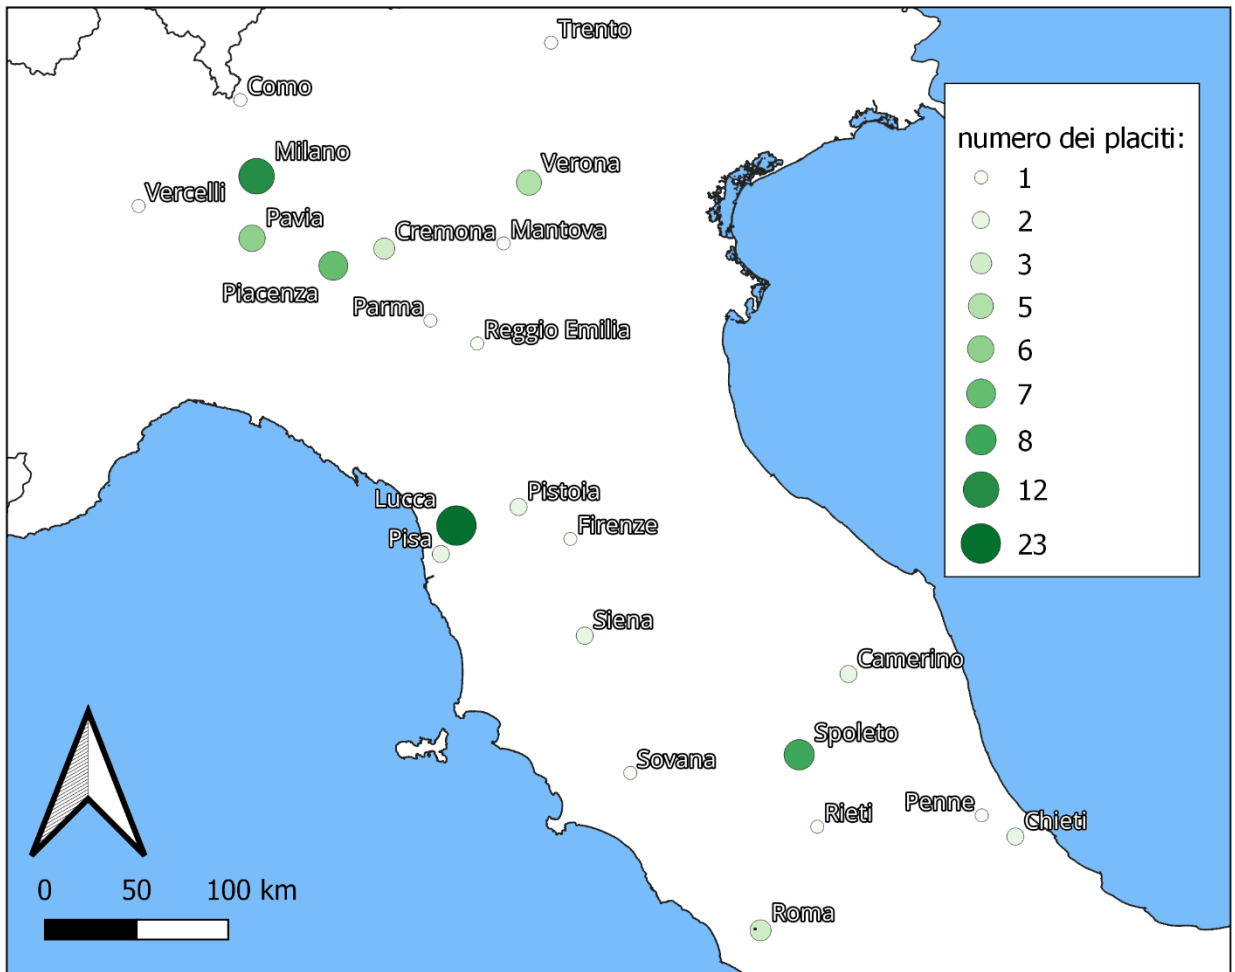 Trento
Como
Milano
Verona
Vercelli
Pavia
Cremona
Mantova
Piacenza
Parma
Reggio Emilia
numero dei placiti:
1
2
3
5
6
7
8
12
23
Lucca
Pistoia
Pisa
Firenze
Siena
Camerino
Spoleto
Sovana
Rieti
Penne
Chieti
Roma
0 50 100 km